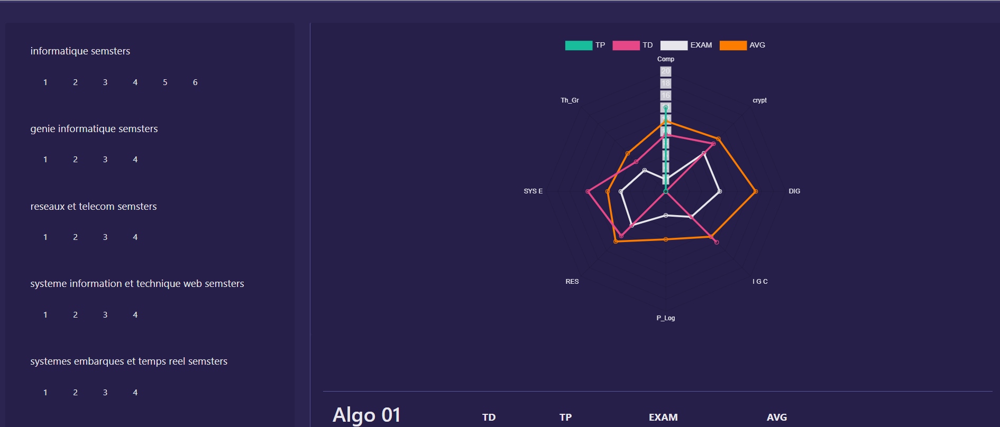 informatique semsters
1 2 3 4 5 6
genie informatique semsters
1 2 3 4
reseaux et telecom semsters
1 2 3 4
systeme information et technique web semsters
1 2 3 4
systemes embarques et temps reel semsters
1 2 3 4
TP TD EXAM AVG
Comp
20
18
16
10
Th_Gr
crypt
SYS E
DIG
RES
I G C
P_Log
Algo 01 TD TP EXAM AVG